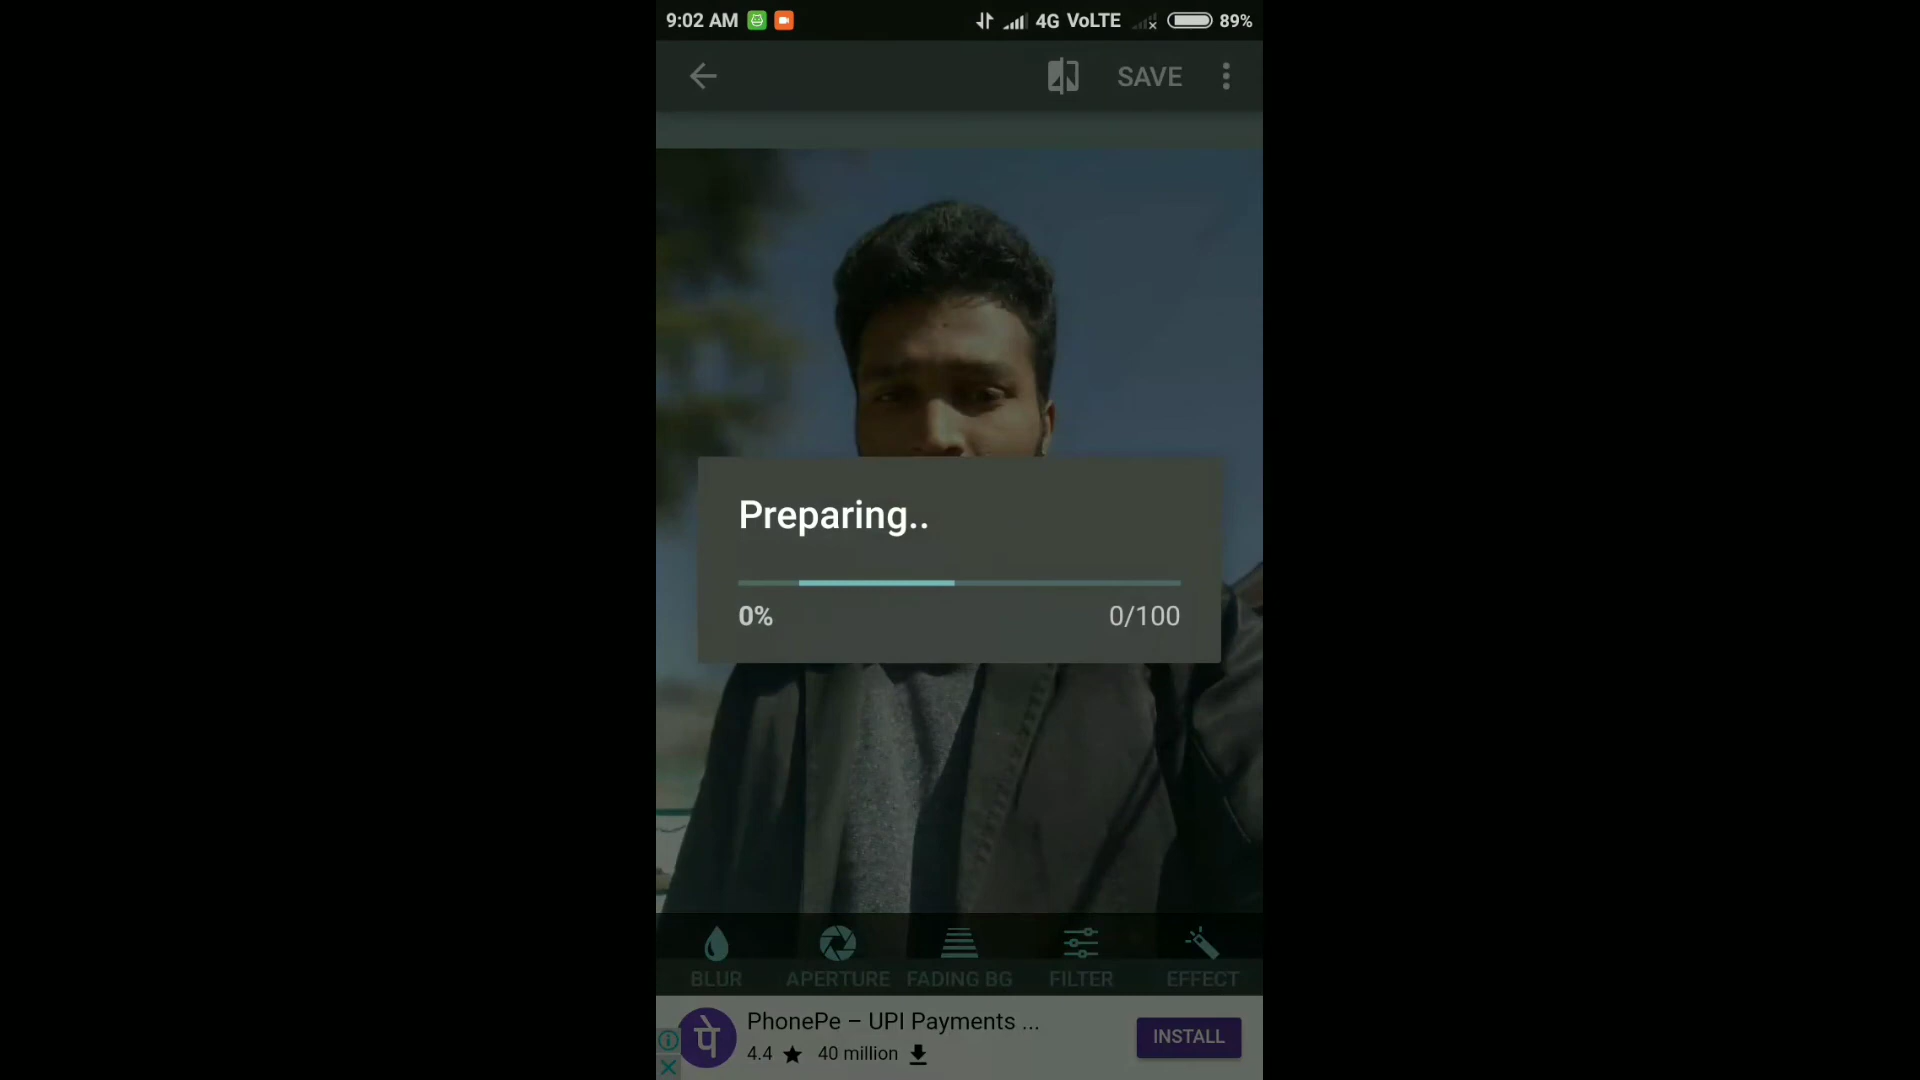 9:02 AM 4G VoLTE 89%
SAVE
Preparing..
0% 0/100
BLUR APERTURE FADING BG FILTER EFFECT
पे
PhonePe – UPI Payments ...
INSTALL
4.4 ★ 40 million